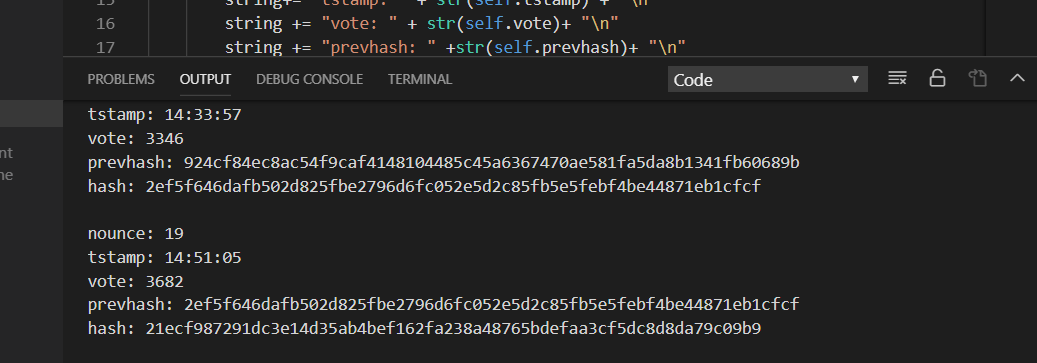 string+= "tstamp: " + str(self.tstamp) + "\n"
16 string += "vote: " + str(self.vote)+ "\n"
17 string += "prevhash: " +str(self.prevhash)+ "\n"
PROBLEMS OUTPUT DEBUG CONSOLE TERMINAL Code
tstamp: 14:33:57
vote: 3346
nt
prevhash: 924cf84ec8ac54f9caf4148104485c45a6367470ae581fa5da8b1341fb60689b
ne
hash: 2ef5f646dafb502d825fbe2796d6fc052e5d2c85fb5e5febf4be44871eb1cfcf
nounce: 19
tstamp: 14:51:05
vote: 3682
prevhash: 2ef5f646dafb502d825fbe2796d6fc052e5d2c85fb5e5febf4be44871eb1cfcf
hash: 21ecf987291dc3e14d35ab4bef162fa238a48765bdefaa3cf5dc8d8da79c09b9